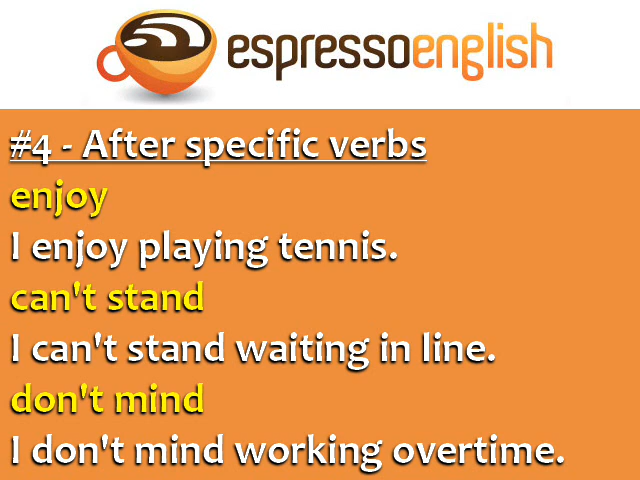 espressoenglish
#4 - After specific verbs
enjoy
I enjoy playing tennis.
can't stand
I can't stand waiting in line.
don't mind
I don't mind working overtime.